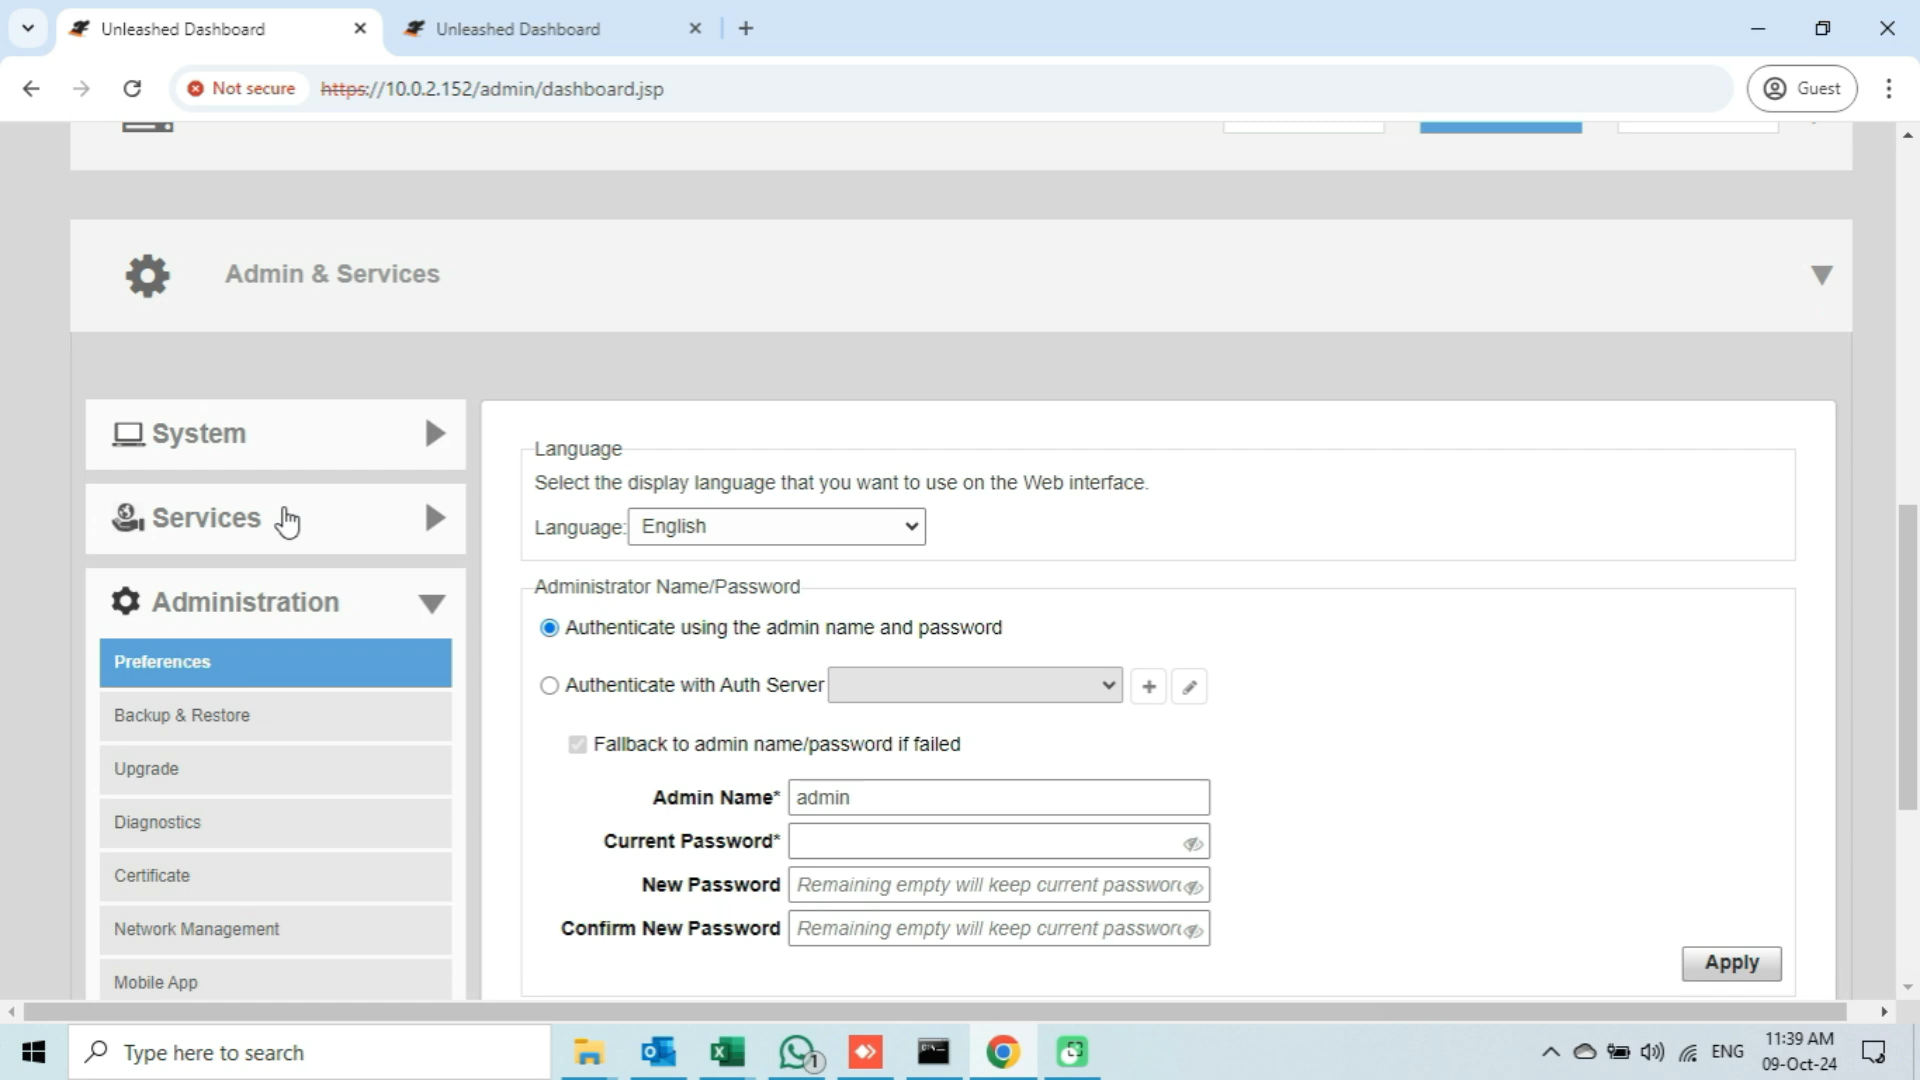 Unleashed Dashboard
Unleashed Dashboard
Not secure
https://10.0.2.152/admin/dashboard.jsp
Guest
Admin & Services
System
Services
Administration
Preferences
Backup & Restore
Upgrade
Diagnostics
Certificate
Network Management
Mobile App
Language
Select the display language that you want to use on the Web interface.
Language: English
Administrator Name/Password
Authenticate using the admin name and password
Authenticate with Auth Server
Fallback to admin name/password if failed
Admin Name* admin
Current Password*
New Password Remaining empty will keep current password
Confirm New Password Remaining empty will keep current password
Apply
Type here to search
1
ENG
11:39 AM
09-Oct-24